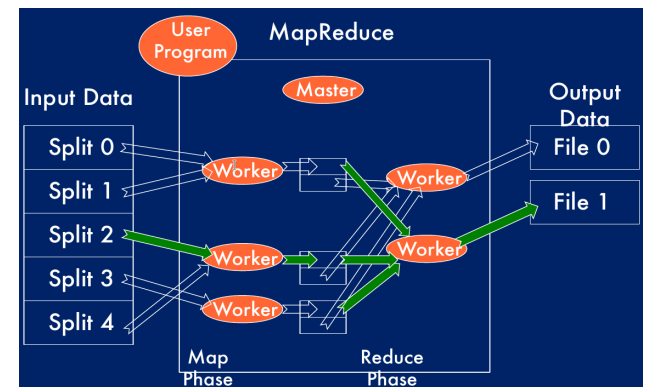 User
Program
MapReduce
Master
Input Data
Output
Data
Split 0
Split 1
Split 2
Split 3
Split 4
Worker
Worker
Worker
Worker
Worker
File 0
File 1
Map
Phase
Reduce
Phase